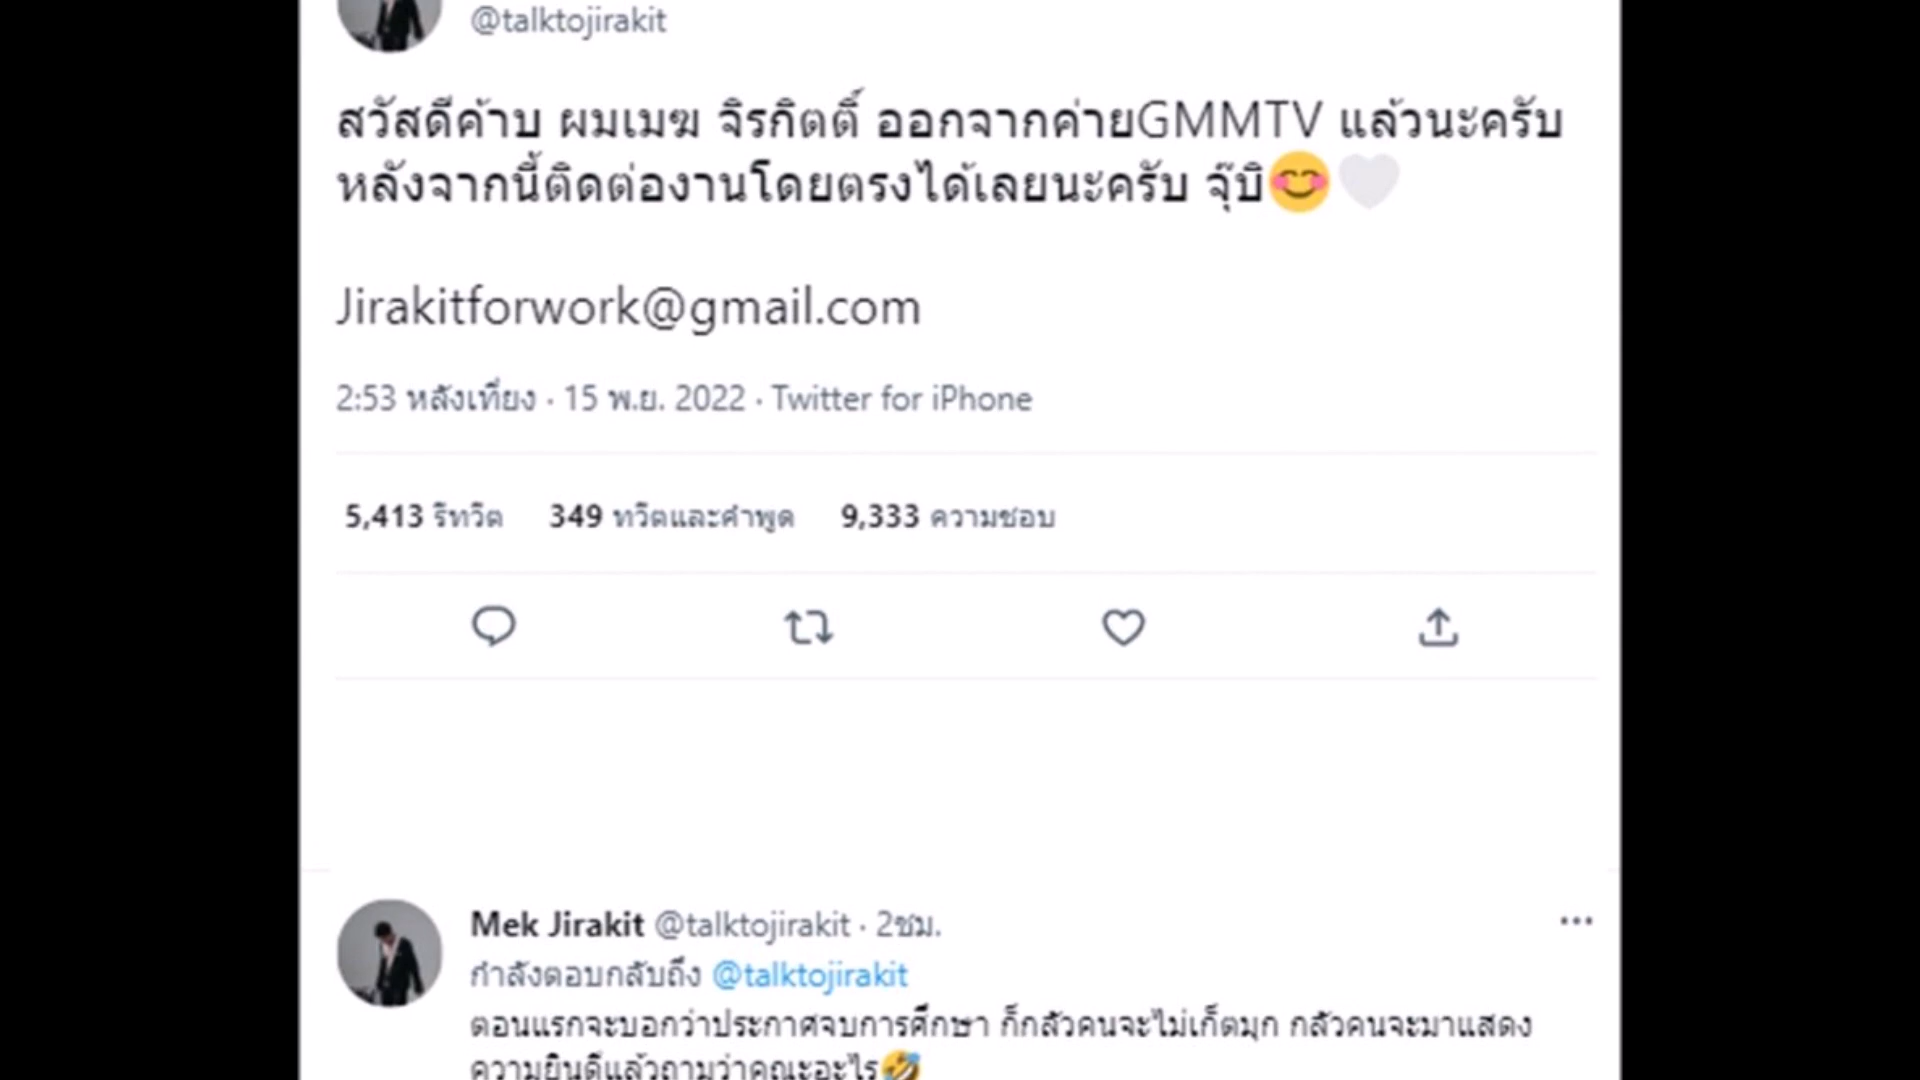 @talktojirakit
สวัสดีค้าบ ผมเมฆ จิรกิตติ์ ออกจากค่ายGMMTV แล้วนะครับ
หลังจากนี้ติดต่องานโดยตรงได้เลยนะครับ จุ๊บิ😊🤍
Jirakitforwork@gmail.com
2:53 หลังเที่ยง · 15 พ.ย. 2022 · Twitter for iPhone
5,413 รีทวีต 349 ทวีตและคำพูด 9,333 ความชอบ
Mek Jirakit @talktojirakit · 2ชม.
กำลังตอบกลับถึง @talktojirakit
ตอนแรกจะบอกว่าประกาศจบการศึกษา ก็กลัวคนจะไม่เก็ตมุก กลัวคนจะมาแสดง
ความยินดีแล้วถามว่าคณะอะไร🤣